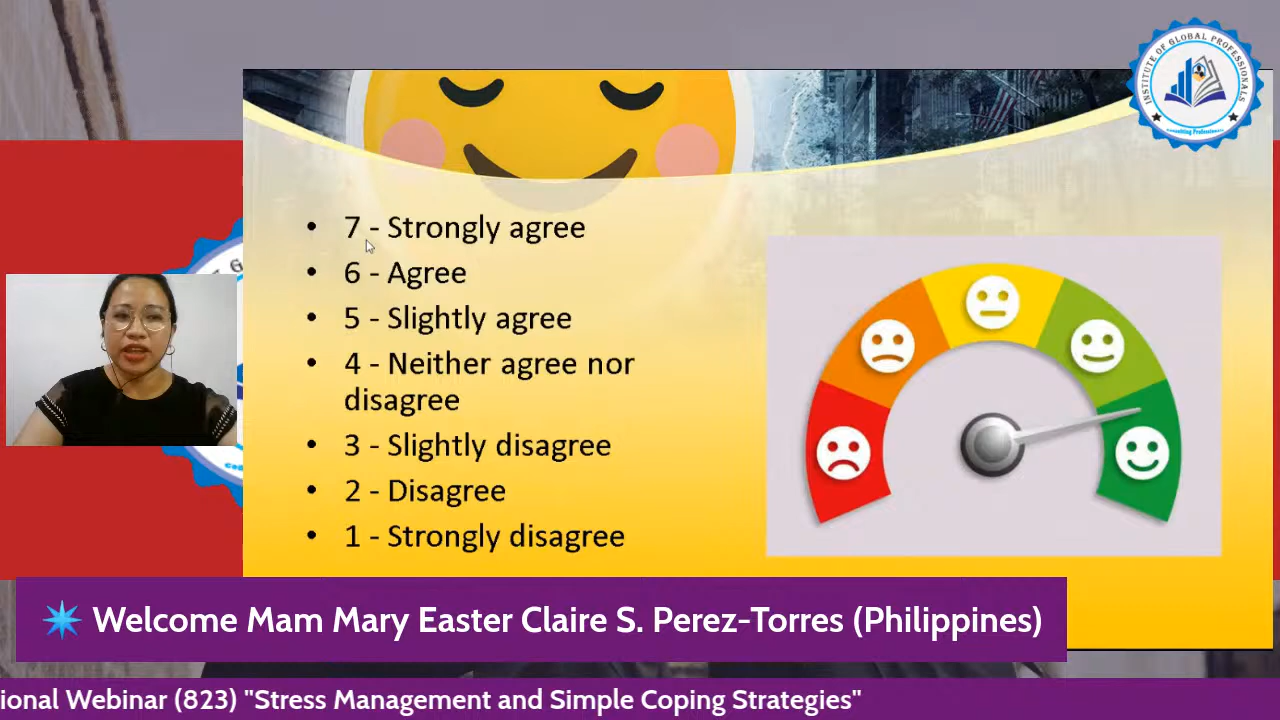 INSTITUTE OF GLOBAL PROFESSIONALS
Consulting Professionals
• 7 - Strongly agree
• 6 - Agree
• 5 - Slightly agree
• 4 - Neither agree nor
disagree
• 3 - Slightly disagree
• 2 - Disagree
• 1 - Strongly disagree
Welcome Mam Mary Easter Claire S. Perez-Torres (Philippines)
ional Webinar (823) "Stress Management and Simple Coping Strategies"